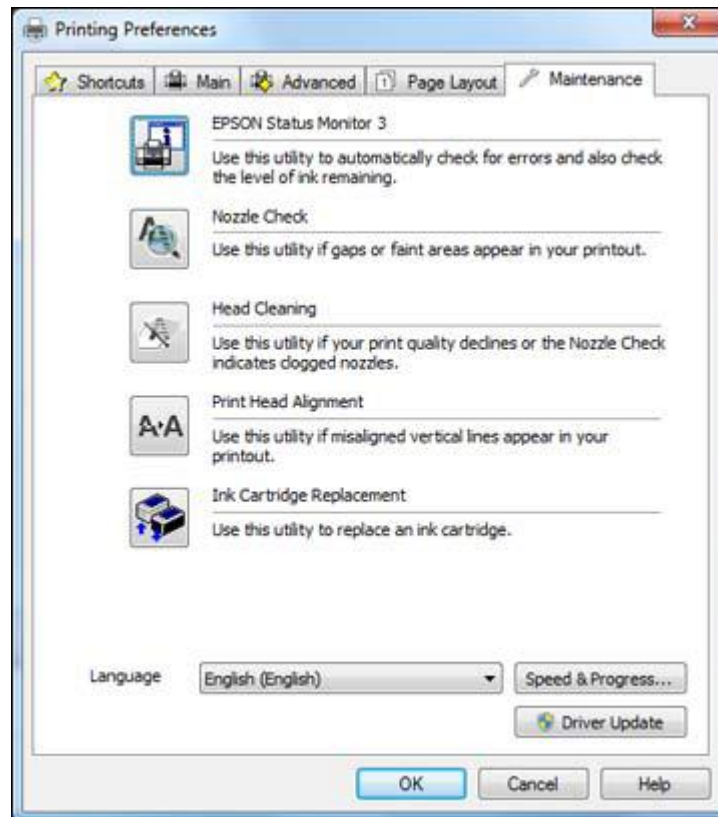 Printing Preferences
Shortcuts Main Advanced Page Layout Maintenance
EPSON Status Monitor 3
Use this utility to automatically check for errors and also check
the level of ink remaining.
Nozzle Check
Use this utility if gaps or faint areas appear in your printout.
Head Cleaning
Use this utility if your print quality declines or the Nozzle Check
indicates clogged nozzles.
Print Head Alignment
Use this utility if misaligned vertical lines appear in your
printout.
Ink Cartridge Replacement
Use this utility to replace an ink cartridge.
Language English (English) Speed & Progress...
Driver Update
OK Cancel Help